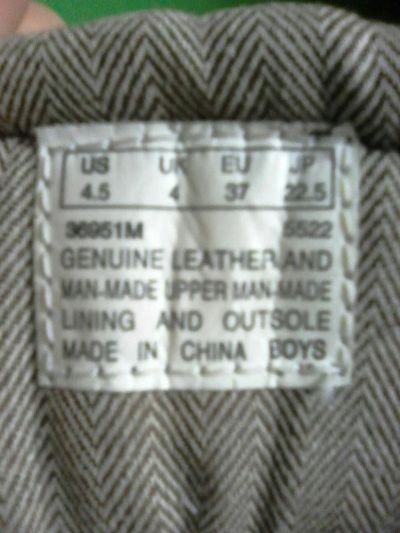 US UK EU JP
4.5 4 37 22.5
36951M 5522
GENUINE LEATHER AND
MAN-MADE UPPER MAN-MADE
LINING AND OUTSOLE
MADE IN CHINA BOYS